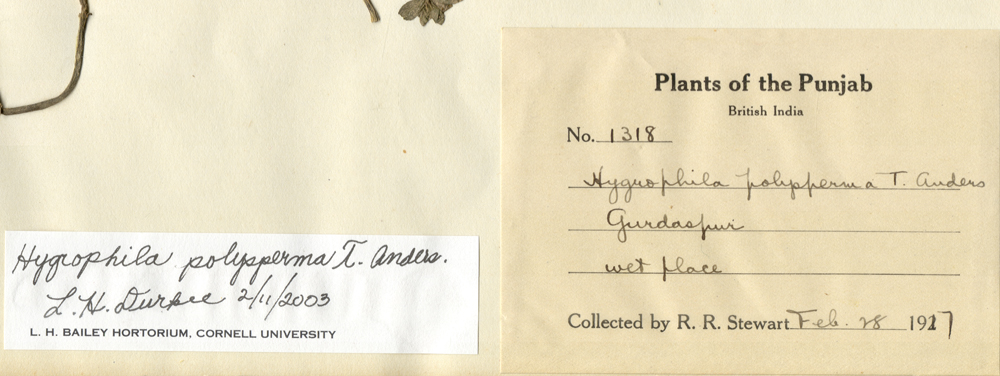 Hygrophila polysperma T. Anders.
L. H. Durkee 2/11/2003
L. H. BAILEY HORTORIUM, CORNELL UNIVERSITY
Plants of the Punjab
British India
No. 1318
Hygrophila polysperma T. Anders
Gurdaspur
wet place
Collected by R. R. Stewart Feb. 28 1917